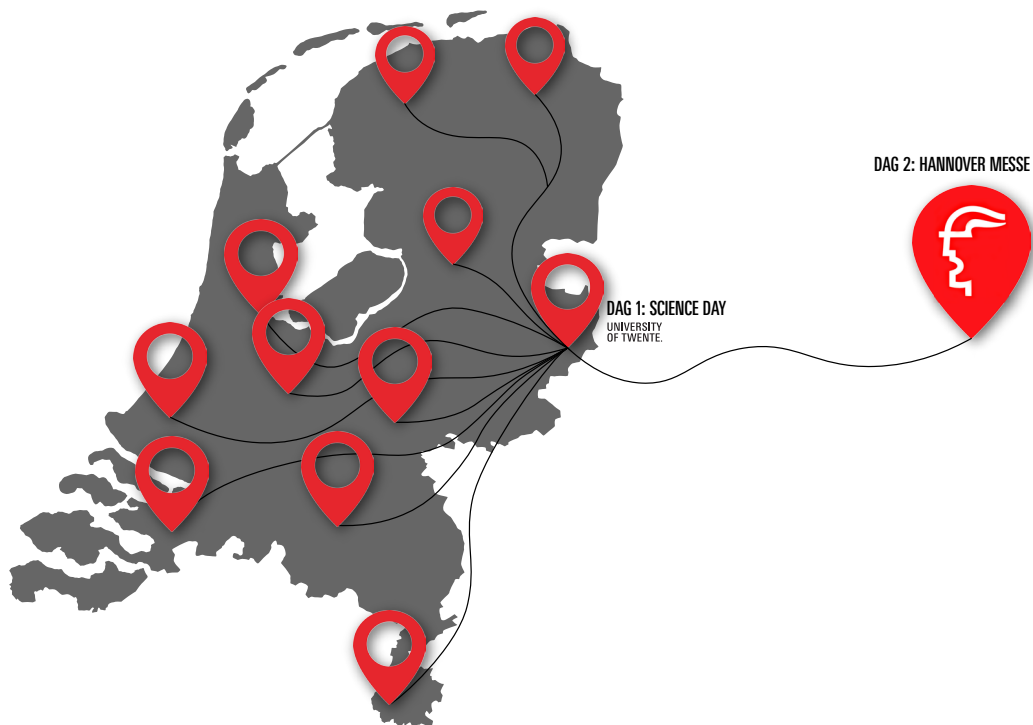 DAG 2: HANNOVER MESSE
DAG 1: SCIENCE DAY
UNIVERSITY
OF TWENTE.